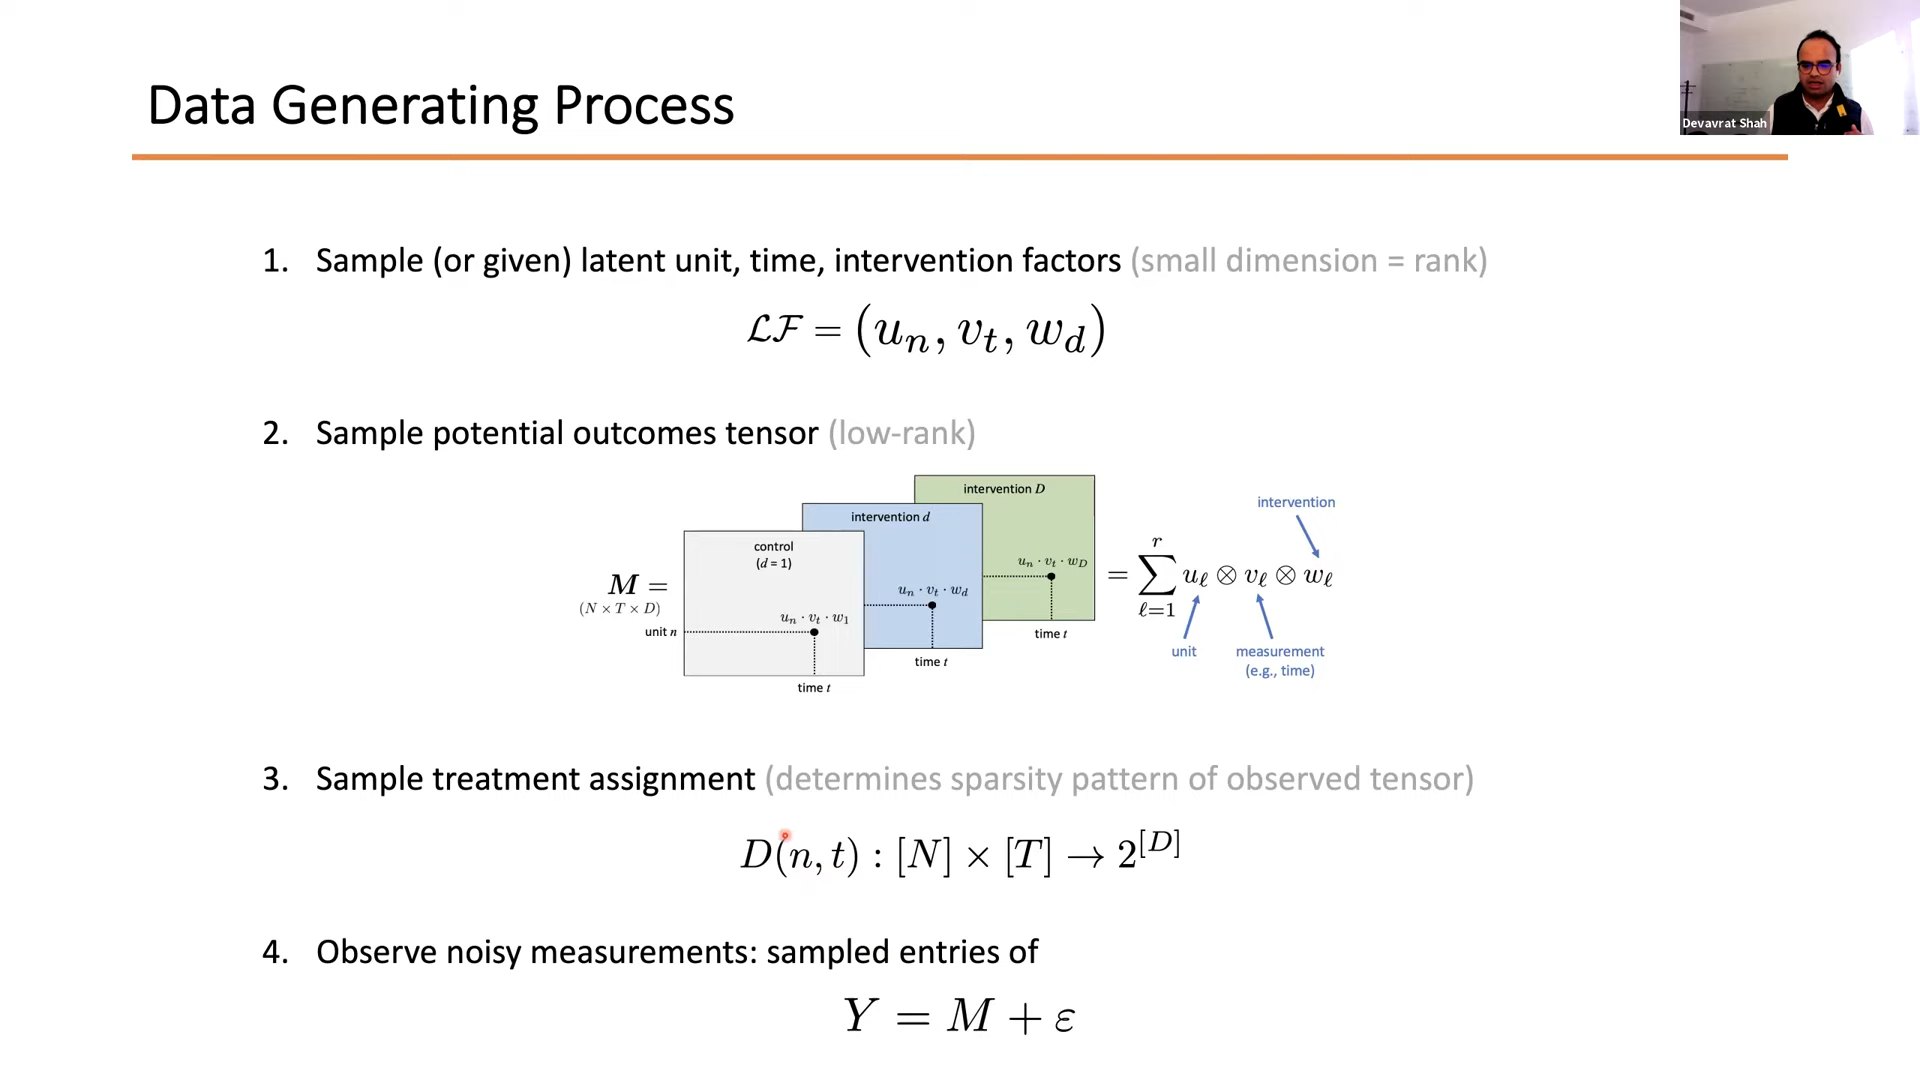 Data Generating Process
Devavrat Shah
1. Sample (or given) latent unit, time, intervention factors (small dimension = rank)
ℒℱ = (uₙ, vₜ, w_d)
2. Sample potential outcomes tensor (low-rank)
intervention D
intervention d
control
(d = 1)
M =
(N × T × D)
unit n
uₙ · vₜ · w₁
time t
uₙ · vₜ · w_d
time t
uₙ · vₜ · w_D
time t
= \sum_{ℓ=1}^{r} u_ℓ ⊗ v_ℓ ⊗ w_ℓ
intervention
unit
measurement
(e.g., time)
3. Sample treatment assignment (determines sparsity pattern of observed tensor)
D(n, t) : [N] × [T] → 2^{[D]}
4. Observe noisy measurements: sampled entries of
Y = M + ε